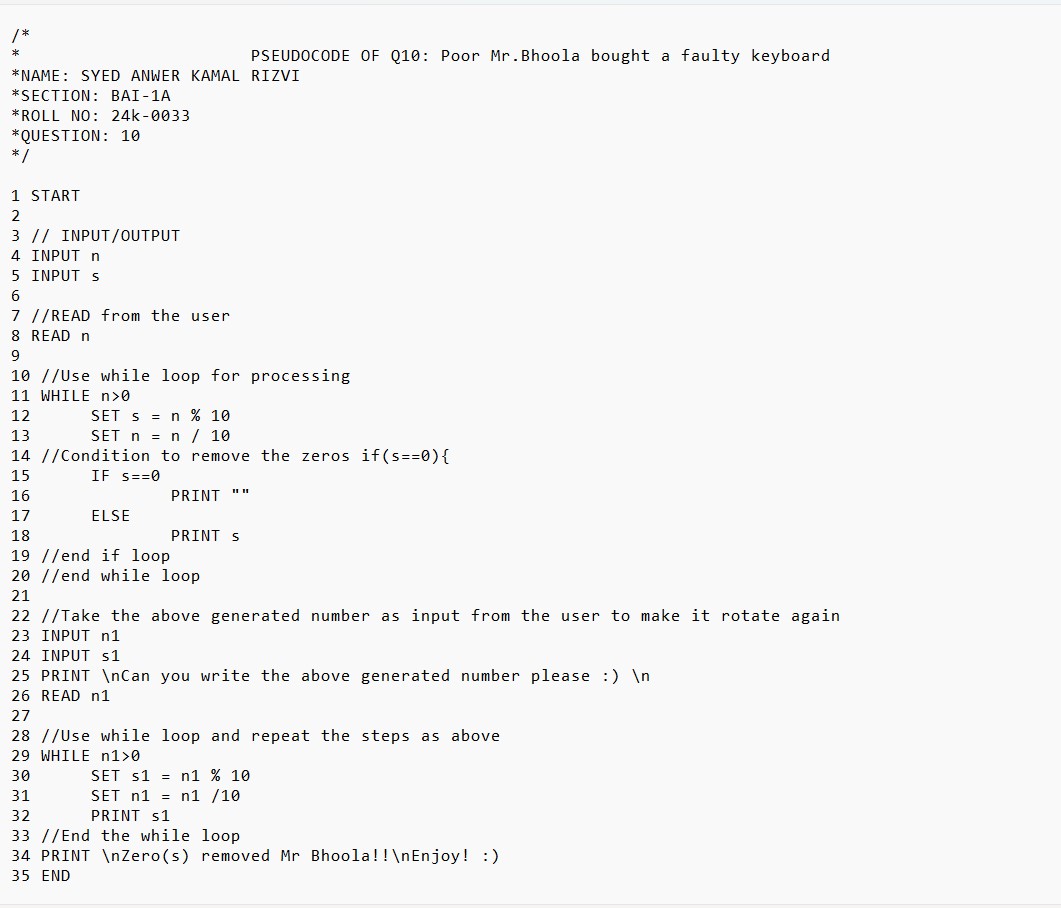 /*
*                       PSEUDOCODE OF Q10: Poor Mr.Bhoola bought a faulty keyboard
*NAME: SYED ANWER KAMAL RIZVI
*SECTION: BAI-1A
*ROLL NO: 24k-0033
*QUESTION: 10
*/

1 START
2
3 // INPUT/OUTPUT
4 INPUT n
5 INPUT s
6
7 //READ from the user
8 READ n
9
10 //Use while loop for processing
11 WHILE n>0
12      SET s = n % 10
13      SET n = n / 10
14 //Condition to remove the zeros if(s==0){
15      IF s==0
16              PRINT ""
17      ELSE
18              PRINT s
19 //end if loop
20 //end while loop
21
22 //Take the above generated number as input from the user to make it rotate again
23 INPUT n1
24 INPUT s1
25 PRINT \nCan you write the above generated number please :) \n
26 READ n1
27
28 //Use while loop and repeat the steps as above
29 WHILE n1>0
30      SET s1 = n1 % 10
31      SET n1 = n1 /10
32      PRINT s1
33 //End the while loop
34 PRINT \nZero(s) removed Mr Bhoola!!\nEnjoy! :)
35 END